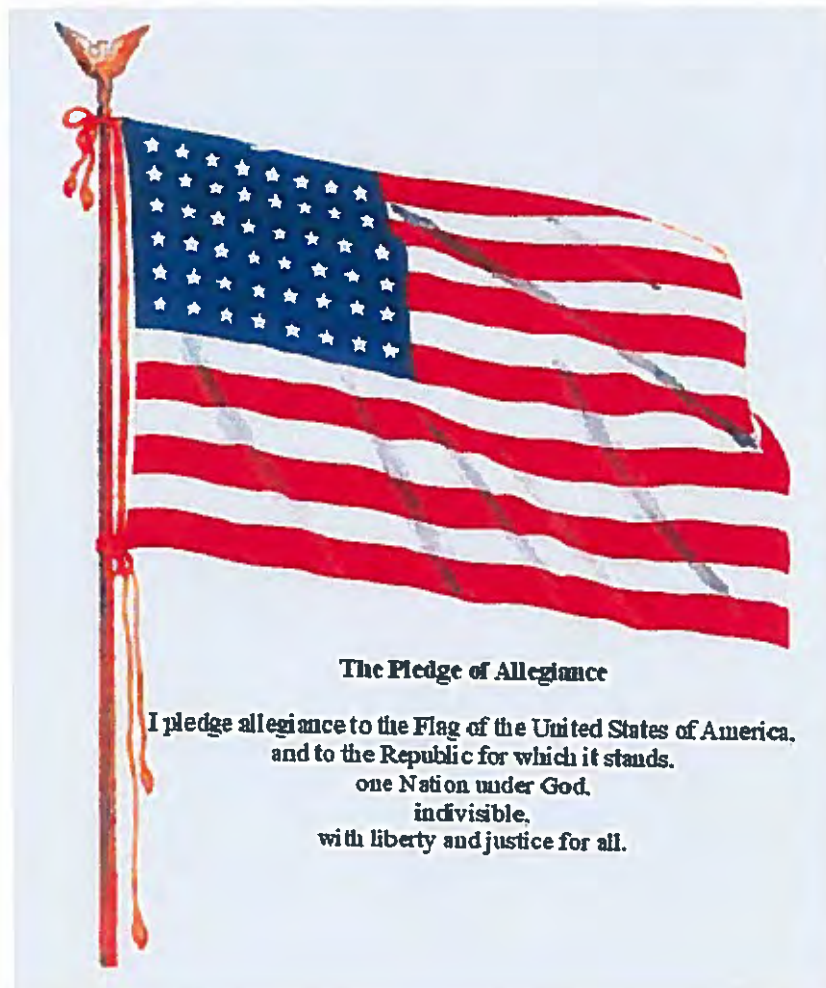 The Pledge of Allegiance
I pledge allegiance to the Flag of the United States of America,
and to the Republic for which it stands.
one Nation under God,
indivisible,
with liberty and justice for all.